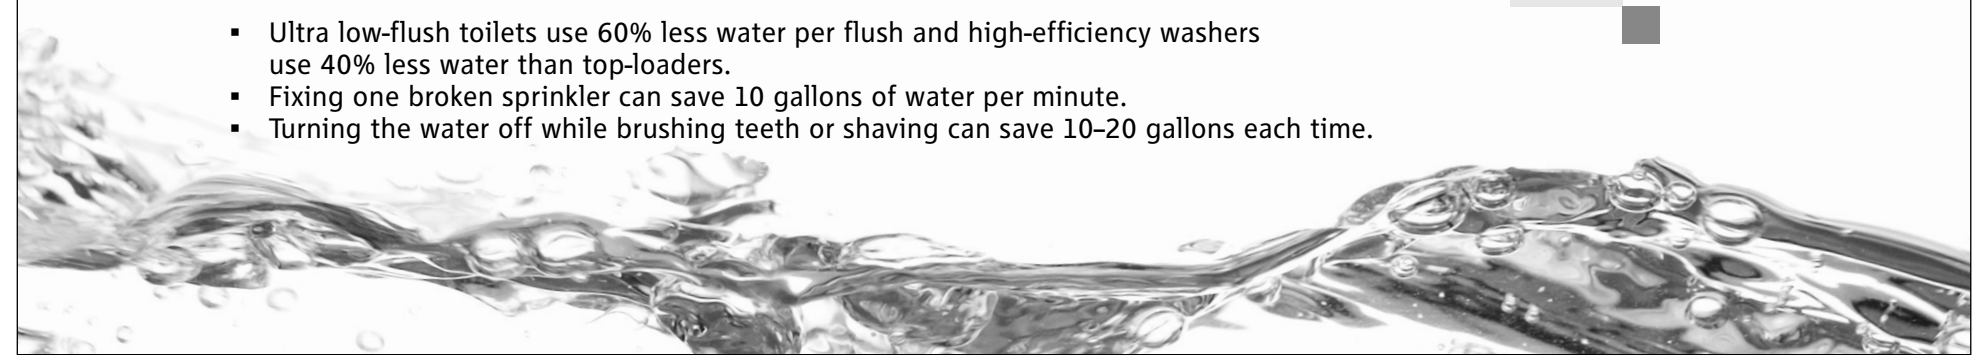 ▪ Ultra low-flush toilets use 60% less water per flush and high-efficiency washers
use 40% less water than top-loaders.
▪ Fixing one broken sprinkler can save 10 gallons of water per minute.
▪ Turning the water off while brushing teeth or shaving can save 10–20 gallons each time.